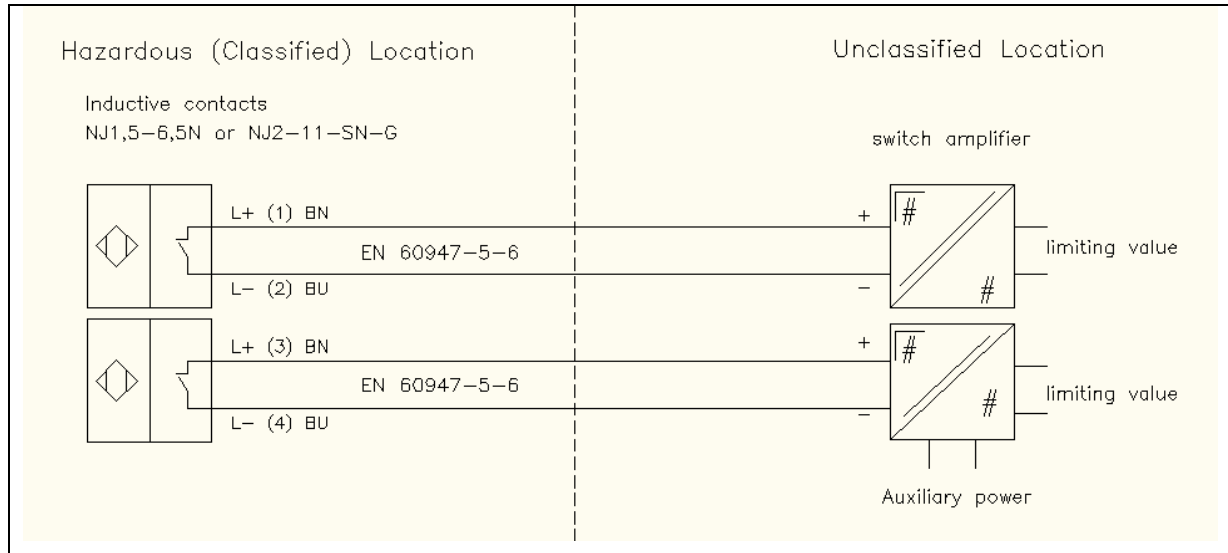 Hazardous (Classified) Location
Unclassified Location
Inductive contacts
NJ1,5-6,5N or NJ2-11-SN-G
switch amplifier
L+ (1) BN
+
#
EN 60947-5-6
limiting value
L- (2) BU
-
#
L+ (3) BN
+
#
EN 60947-5-6
#
limiting value
L- (4) BU
-
Auxiliary power